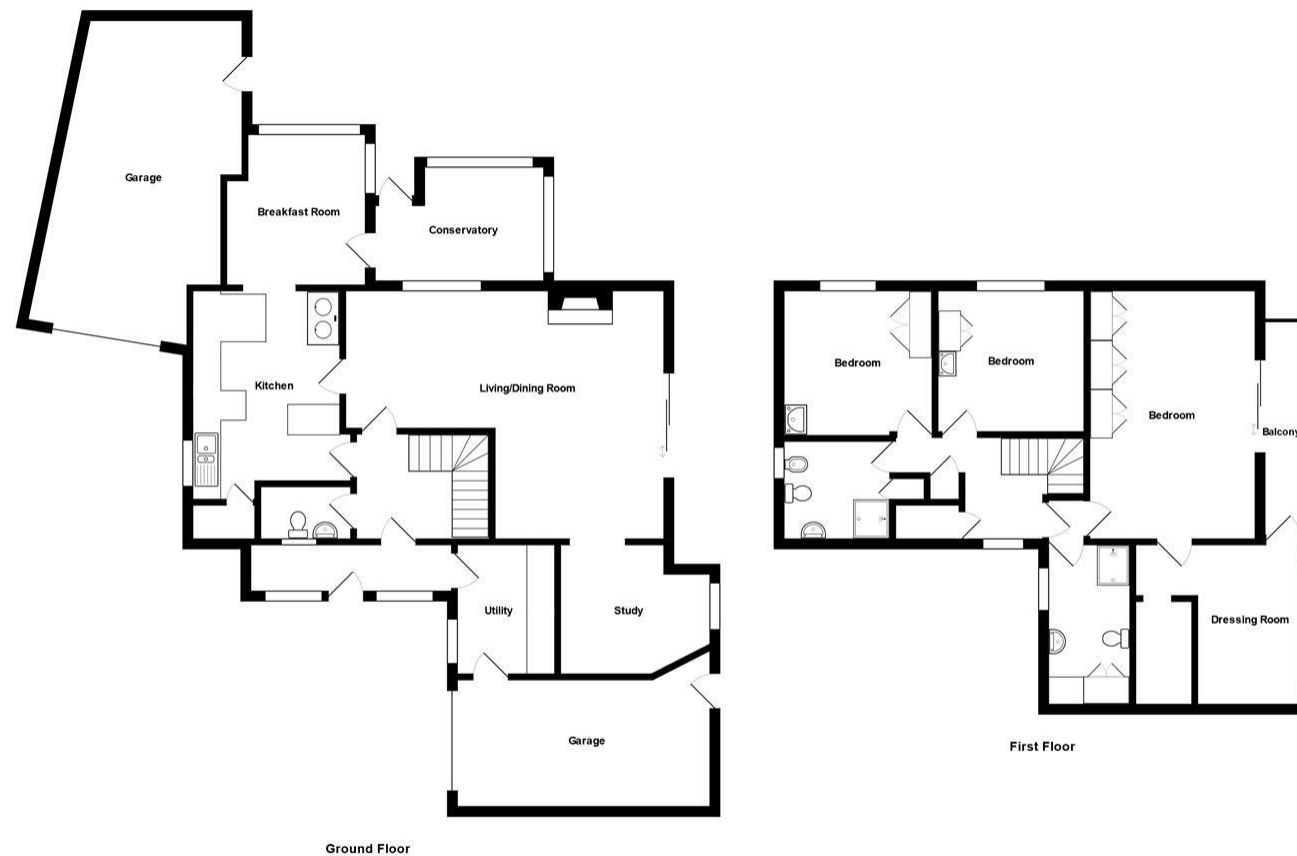 Garage
Breakfast Room
Conservatory
Kitchen
Living/Dining Room
Utility
Study
Garage
Ground Floor
Bedroom
Bedroom
Bedroom
Balcony
Dressing Room
First Floor